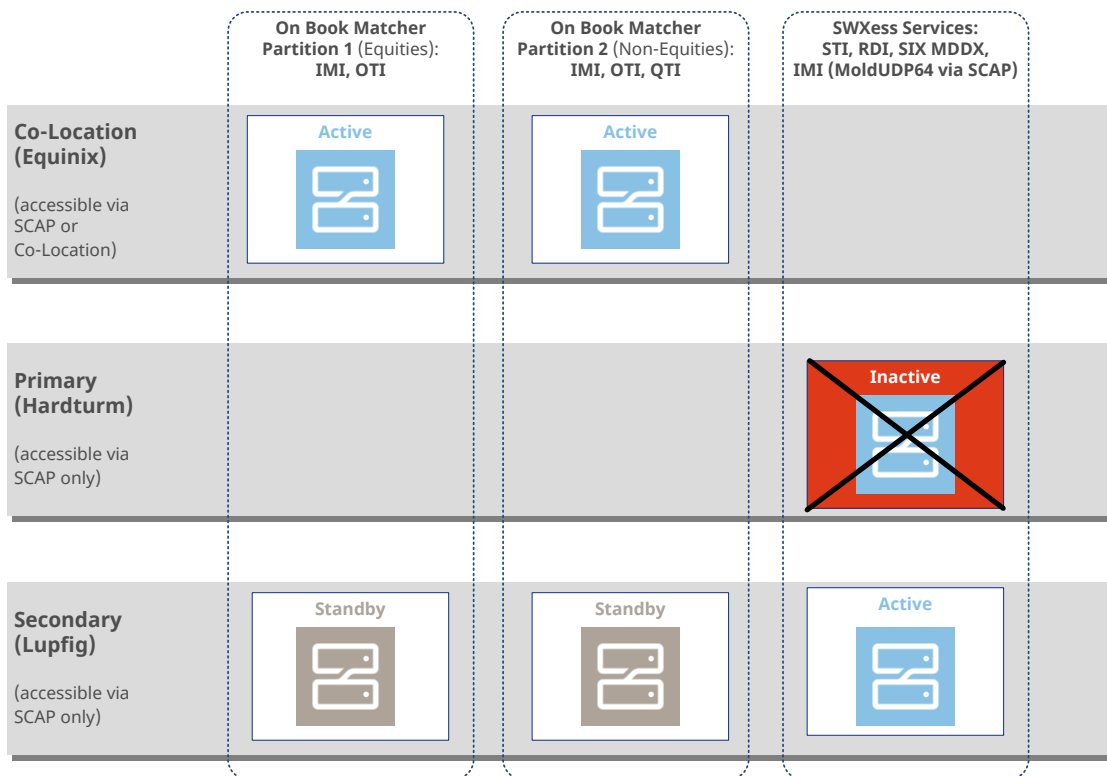 On Book Matcher
Partition 1 (Equities):
IMI, OTI
On Book Matcher
Partition 2 (Non-Equities):
IMI, OTI, QTI
SWXess Services:
STI, RDI, SIX MDDX,
IMI (MoldUDP64 via SCAP)
Co-Location
(Equinix)
(accessible via
SCAP or
Co-Location)
Active
Active
Primary
(Hardturm)
(accessible via
SCAP only)
Inactive
Secondary
(Lupfig)
(accessible via
SCAP only)
Standby
Standby
Active